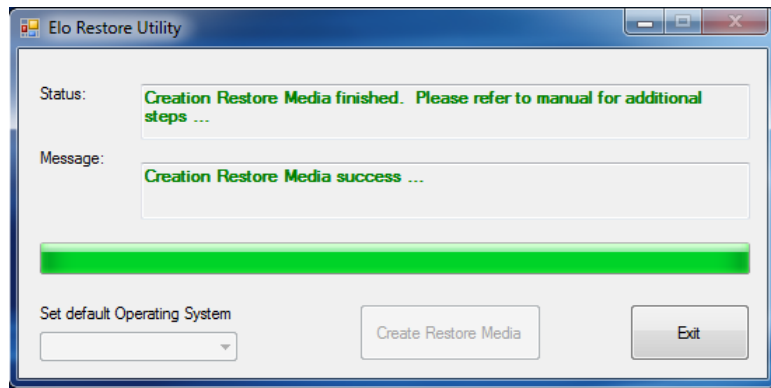 Elo Restore Utility
Status:
Creation Restore Media finished.  Please refer to manual for additional
steps ...
Message:
Creation Restore Media success ...
Set default Operating System
Create Restore Media
Exit